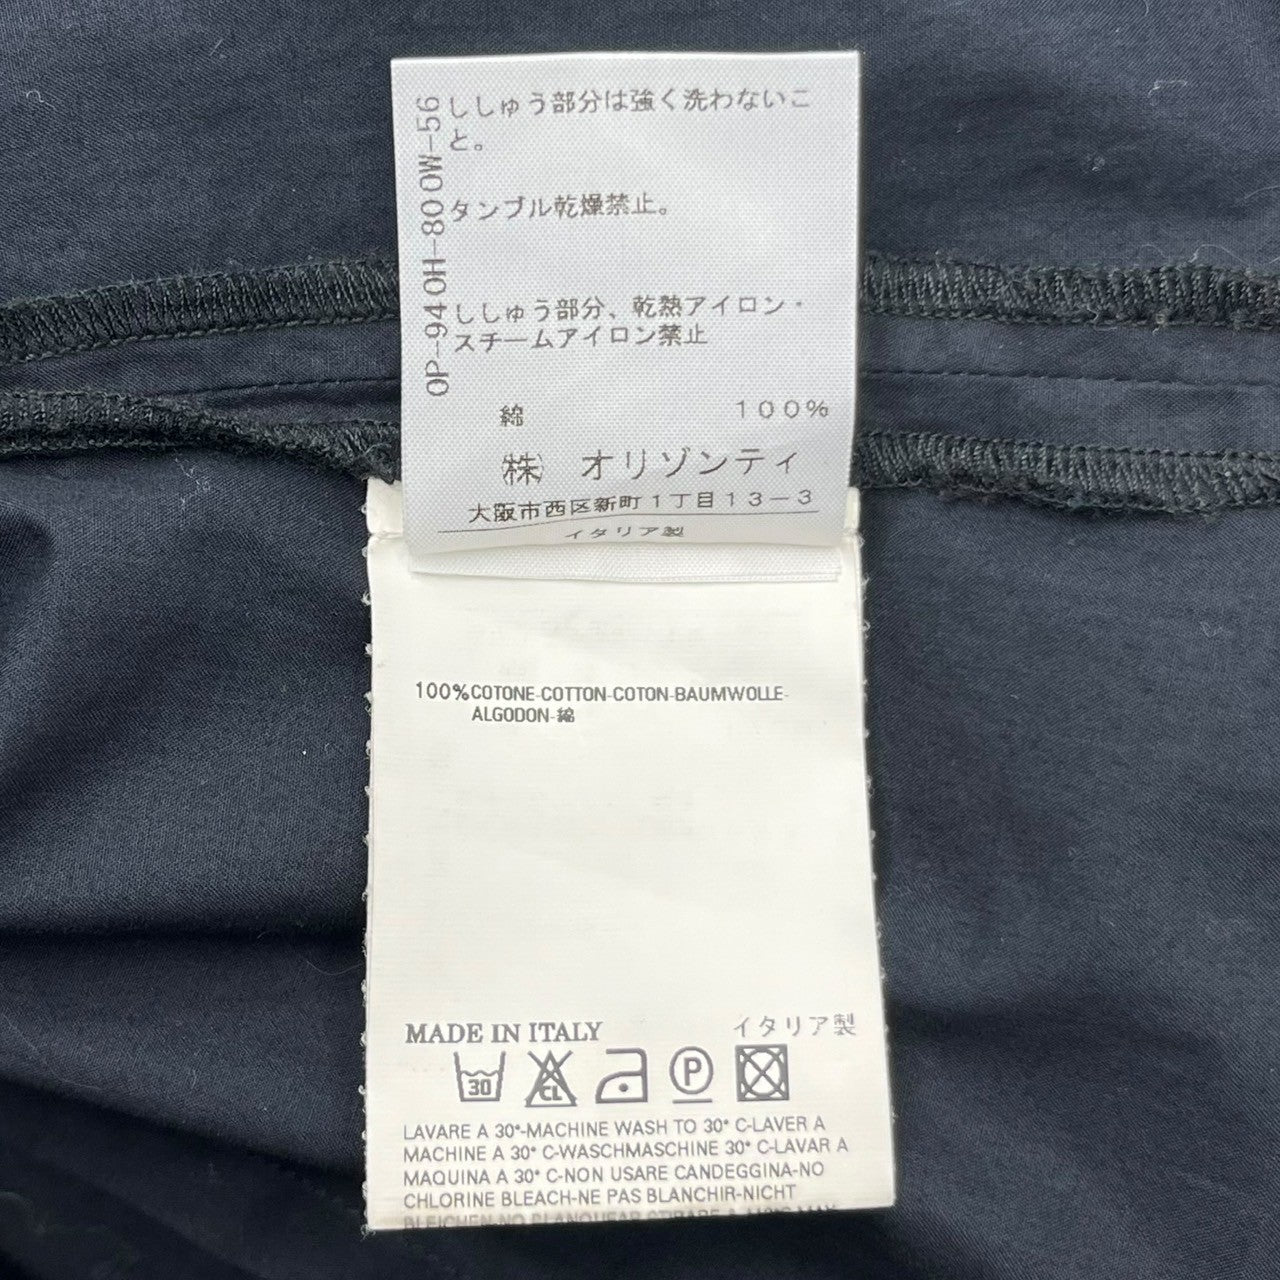 OP-940H-800W-56
ししゅう部分は強く洗わないこ
と。
タンブル乾燥禁止。
ししゅう部分、乾熱アイロン・
スチームアイロン禁止
綿 100%
(株) オリゾンティ
大阪市西区新町1丁目13-3
イタリア製
100%COTONE-COTTON-COTON-BAUMWOLLE-
ALGODON-綿
MADE IN ITALY イタリア製
30 CL P
LAVARE A 30°-MACHINE WASH TO 30° C-LAVER A
MACHINE A 30° C-WASCHMASCHINE 30° C-LAVAR A
MAQUINA A 30° C-NON USARE CANDEGGINA-NO
CHLORINE BLEACH-NE PAS BLANCHIR-NICHT
BLEICHEN-NO BLANQUEAR STIRARE A